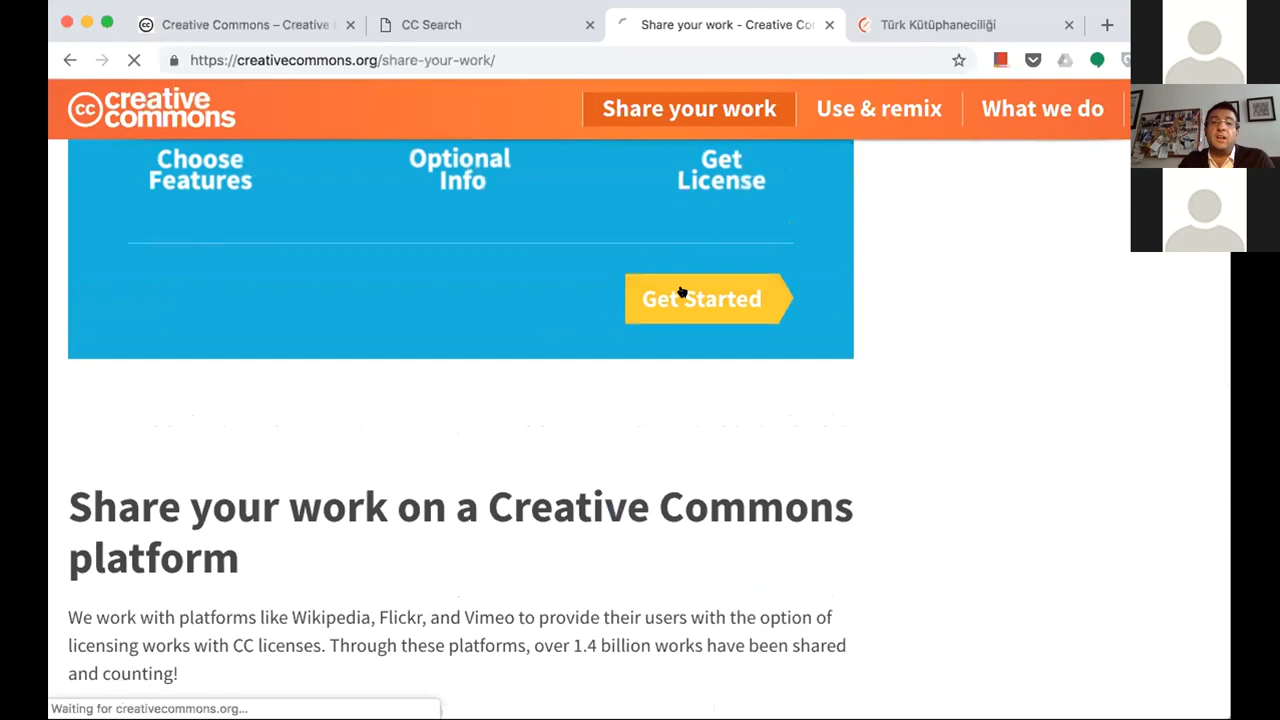 Creative Commons – Creative
CC Search
Share your work - Creative Co
Türk Kütüphaneciliği
https://creativecommons.org/share-your-work/
cc creative
commons
Share your work
Use & remix
What we do
Choose
Features
Optional
Info
Get
License
Get Started
Share your work on a Creative Commons
platform
We work with platforms like Wikipedia, Flickr, and Vimeo to provide their users with the option of
licensing works with CC licenses. Through these platforms, over 1.4 billion works have been shared
and counting!
Waiting for creativecommons.org...